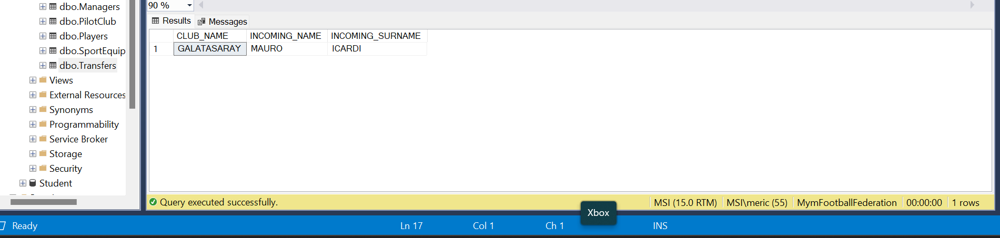 dbo.Managers
dbo.PilotClub
dbo.Players
dbo.SportEquip
dbo.Transfers
Views
External Resources
Synonyms
Programmability
Service Broker
Storage
Security
Student
90 %
Results Messages
CLUB_NAME INCOMING_NAME INCOMING_SURNAME
1 GALATASARAY MAURO ICARDI
Query executed successfully. MSI (15.0 RTM) MSI\meric (55) MymFootballFederation 00:00:00 1 rows
Xbox
Ready Ln 17 Col 1 Ch 1 INS